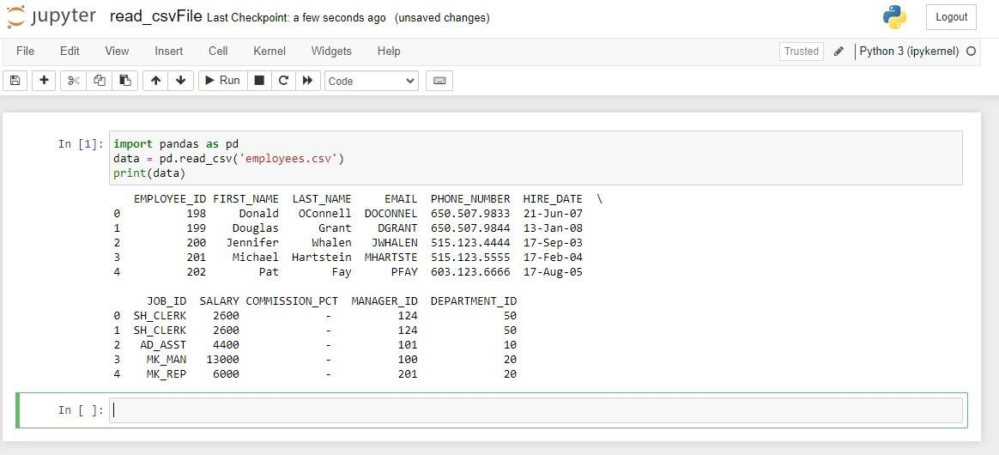 jupyter read_csvFile Last Checkpoint: a few seconds ago (unsaved changes) Logout
File Edit View Insert Cell Kernel Widgets Help Trusted Python 3 (ipykernel)
Run Code
In [1]: import pandas as pd
data = pd.read_csv('employees.csv')
print(data)
EMPLOYEE_ID FIRST_NAME LAST_NAME EMAIL PHONE_NUMBER HIRE_DATE \
0 198 Donald OConnell DOCONNEL 650.507.9833 21-Jun-07
1 199 Douglas Grant DGRANT 650.507.9844 13-Jan-08
2 200 Jennifer Whalen JWHALEN 515.123.4444 17-Sep-03
3 201 Michael Hartstein MHARTSTE 515.123.5555 17-Feb-04
4 202 Pat Fay PFAY 603.123.6666 17-Aug-05
JOB_ID SALARY COMMISSION_PCT MANAGER_ID DEPARTMENT_ID
0 SH_CLERK 2600 - 124 50
1 SH_CLERK 2600 - 124 50
2 AD_ASST 4400 - 101 10
3 MK_MAN 13000 - 100 20
4 MK_REP 6000 - 201 20
In [ ]: